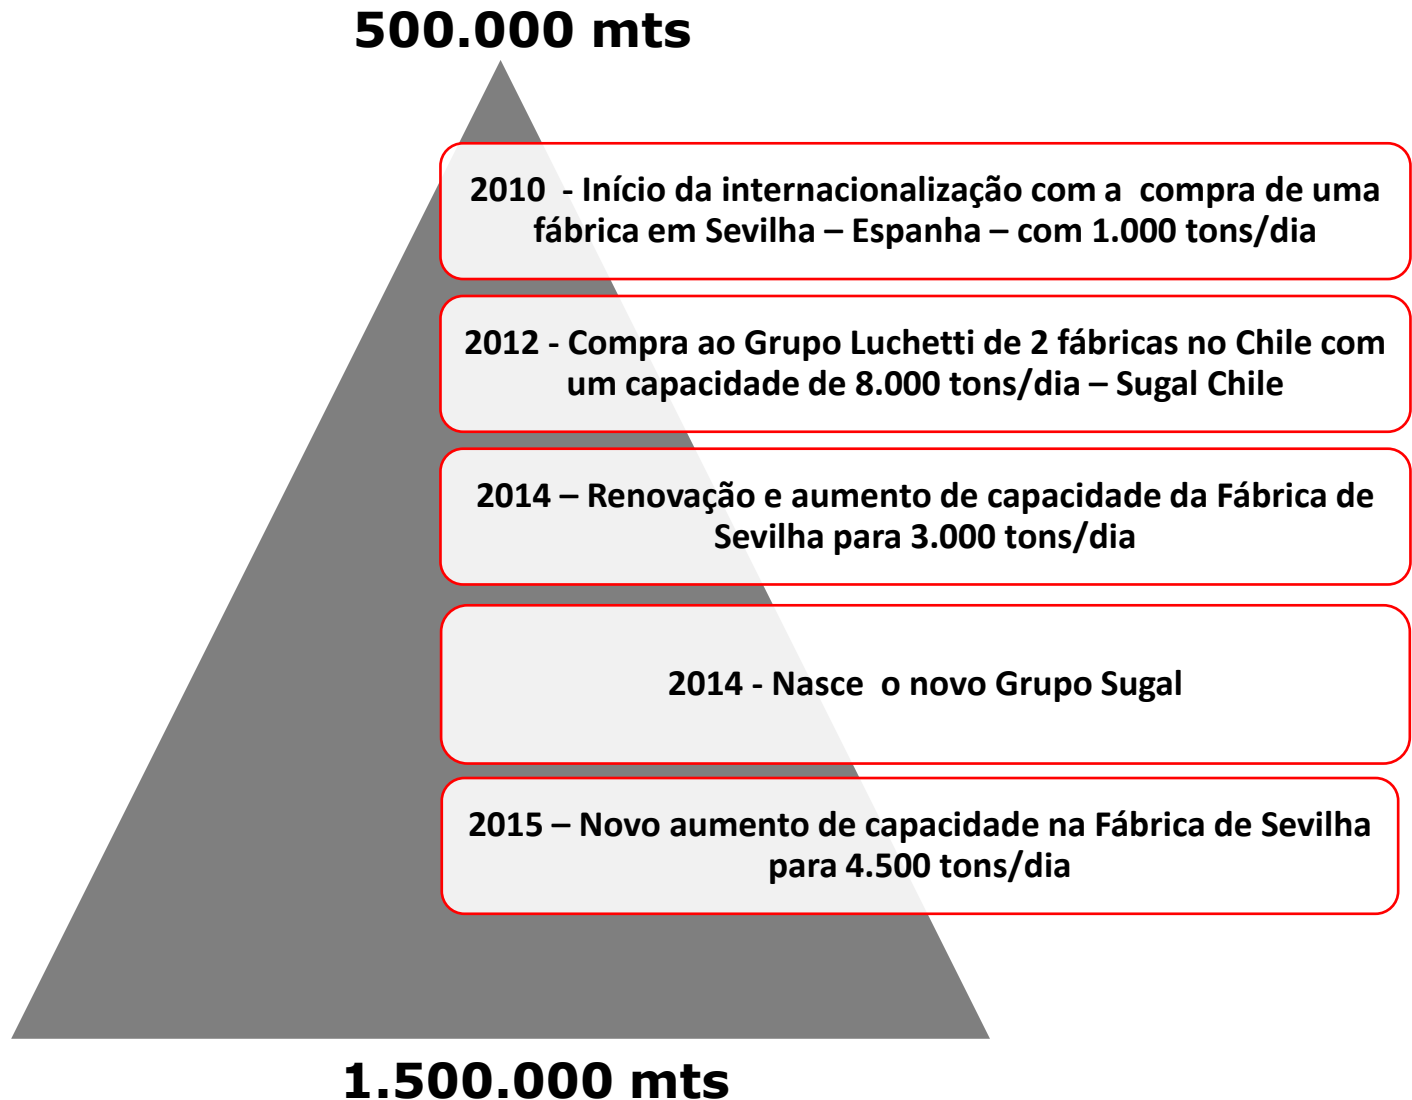 500.000 mts
2010  - Início da internacionalização com a  compra de uma
fábrica em Sevilha – Espanha – com 1.000 tons/dia
2012 - Compra ao Grupo Luchetti de 2 fábricas no Chile com
um capacidade de 8.000 tons/dia – Sugal Chile
2014 – Renovação e aumento de capacidade da Fábrica de
Sevilha para 3.000 tons/dia
2014 - Nasce  o novo Grupo Sugal
2015 – Novo aumento de capacidade na Fábrica de Sevilha
para 4.500 tons/dia
1.500.000 mts